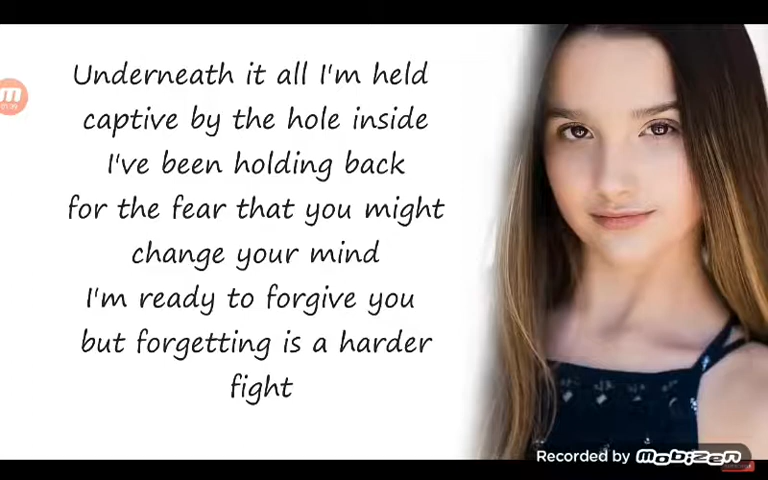 Underneath it all I'm held
captive by the hole inside
I've been holding back
for the fear that you might
change your mind
I'm ready to forgive you
but forgetting is a harder
fight
Recorded by mobizen